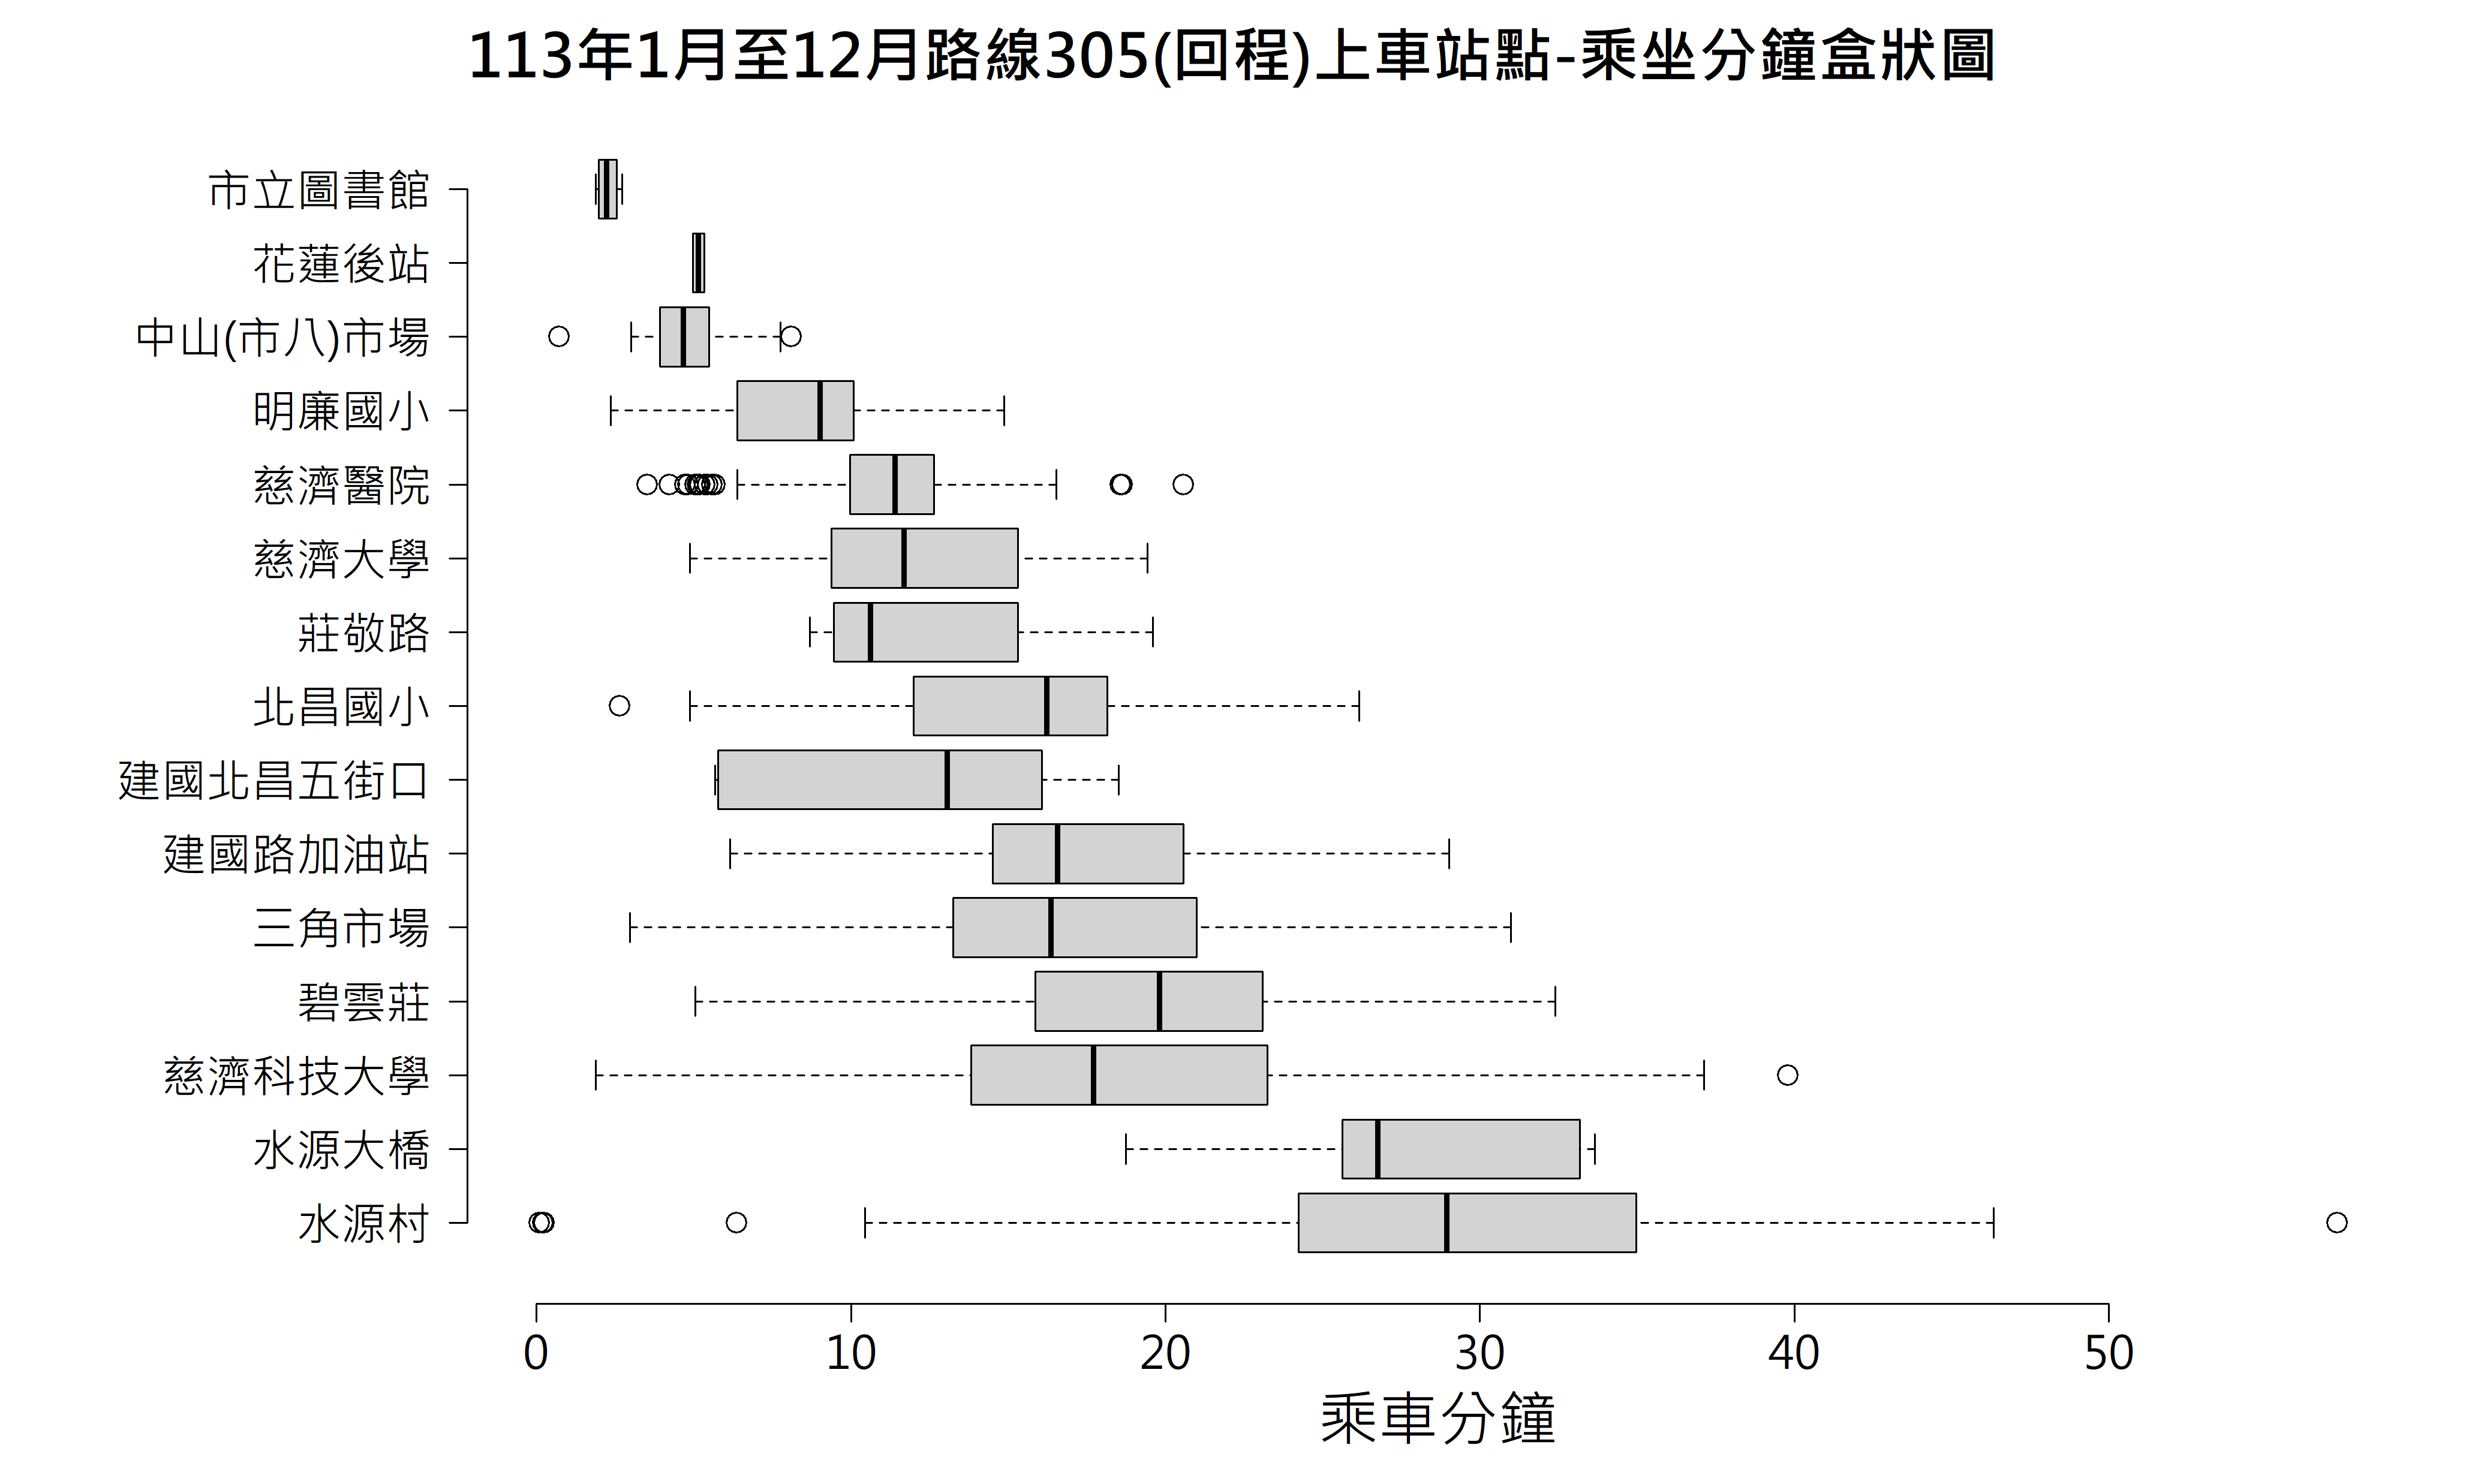 113年1月至12月路線305(回程)上車站點-乘坐分鐘盒狀圖
市立圖書館
花蓮後站
中山(市八)市場
明廉國小
慈濟醫院
慈濟大學
莊敬路
北昌國小
建國北昌五街口
建國路加油站
三角市場
碧雲莊
慈濟科技大學
水源大橋
水源村
0 10 20 30 40 50
乘車分鐘